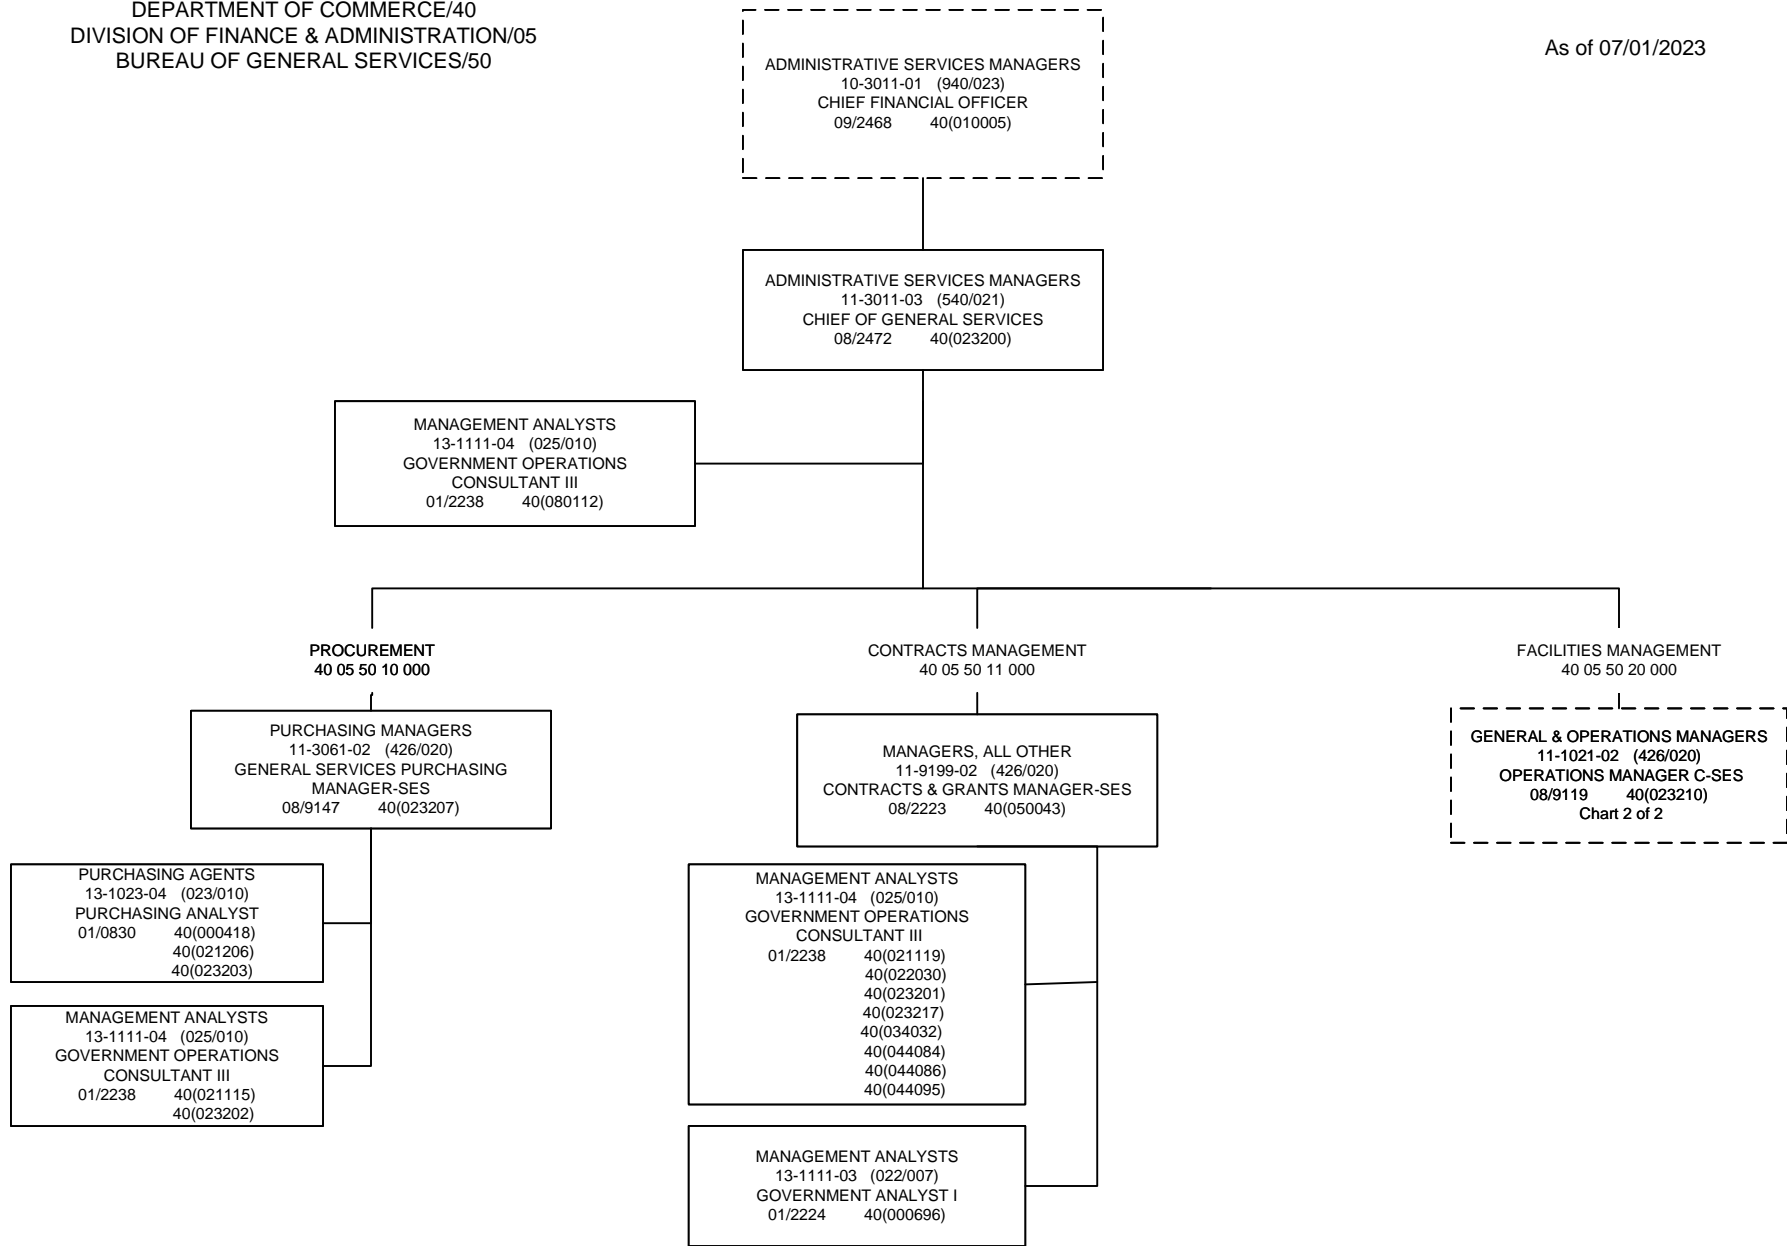 DEPARTMENT OF COMMERCE/40
DIVISION OF FINANCE & ADMINISTRATION/05
BUREAU OF GENERAL SERVICES/50
As of 07/01/2023
ADMINISTRATIVE SERVICES MANAGERS
10-3011-01 (940/023)
CHIEF FINANCIAL OFFICER
09/2468 40(010005)
ADMINISTRATIVE SERVICES MANAGERS
11-3011-03 (540/021)
CHIEF OF GENERAL SERVICES
08/2472 40(023200)
MANAGEMENT ANALYSTS
13-1111-04 (025/010)
GOVERNMENT OPERATIONS
CONSULTANT III
01/2238 40(080112)
PROCUREMENT
40 05 50 10 000
PURCHASING MANAGERS
11-3061-02 (426/020)
GENERAL SERVICES PURCHASING
MANAGER-SES
08/9147 40(023207)
PURCHASING AGENTS
13-1023-04 (023/010)
PURCHASING ANALYST
01/0830 40(000418)
40(021206)
40(023203)
MANAGEMENT ANALYSTS
13-1111-04 (025/010)
GOVERNMENT OPERATIONS
CONSULTANT III
01/2238 40(021115)
40(023202)
CONTRACTS MANAGEMENT
40 05 50 11 000
MANAGERS, ALL OTHER
11-9199-02 (426/020)
CONTRACTS & GRANTS MANAGER-SES
08/2223 40(050043)
MANAGEMENT ANALYSTS
13-1111-04 (025/010)
GOVERNMENT OPERATIONS
CONSULTANT III
01/2238 40(021119)
40(022030)
40(023201)
40(023217)
40(034032)
40(044084)
40(044086)
40(044095)
MANAGEMENT ANALYSTS
13-1111-03 (022/007)
GOVERNMENT ANALYST I
01/2224 40(000696)
FACILITIES MANAGEMENT
40 05 50 20 000
GENERAL & OPERATIONS MANAGERS
11-1021-02 (426/020)
OPERATIONS MANAGER C-SES
08/9119 40(023210)
Chart 2 of 2